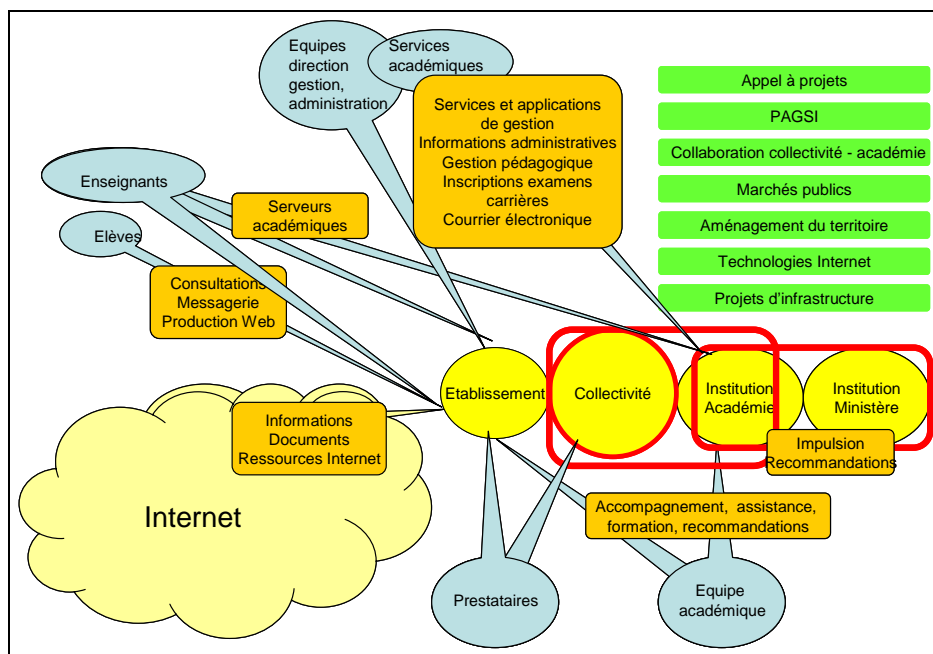 Equipes
direction
gestion,
administration
Services
académiques
Services et applications
de gestion
Informations administratives
Gestion pédagogique
Inscriptions examens
carrières
Courrier électronique
Appel à projets
PAGSI
Collaboration collectivité - académie
Marchés publics
Aménagement du territoire
Technologies Internet
Projets d'infrastructure
Enseignants
Serveurs
académiques
Elèves
Consultations
Messagerie
Production Web
Etablissement
Collectivité
Institution
Académie
Institution
Ministère
Informations
Documents
Ressources Internet
Impulsion
Recommandations
Internet
Accompagnement, assistance,
formation, recommandations
Prestataires
Equipe
académique